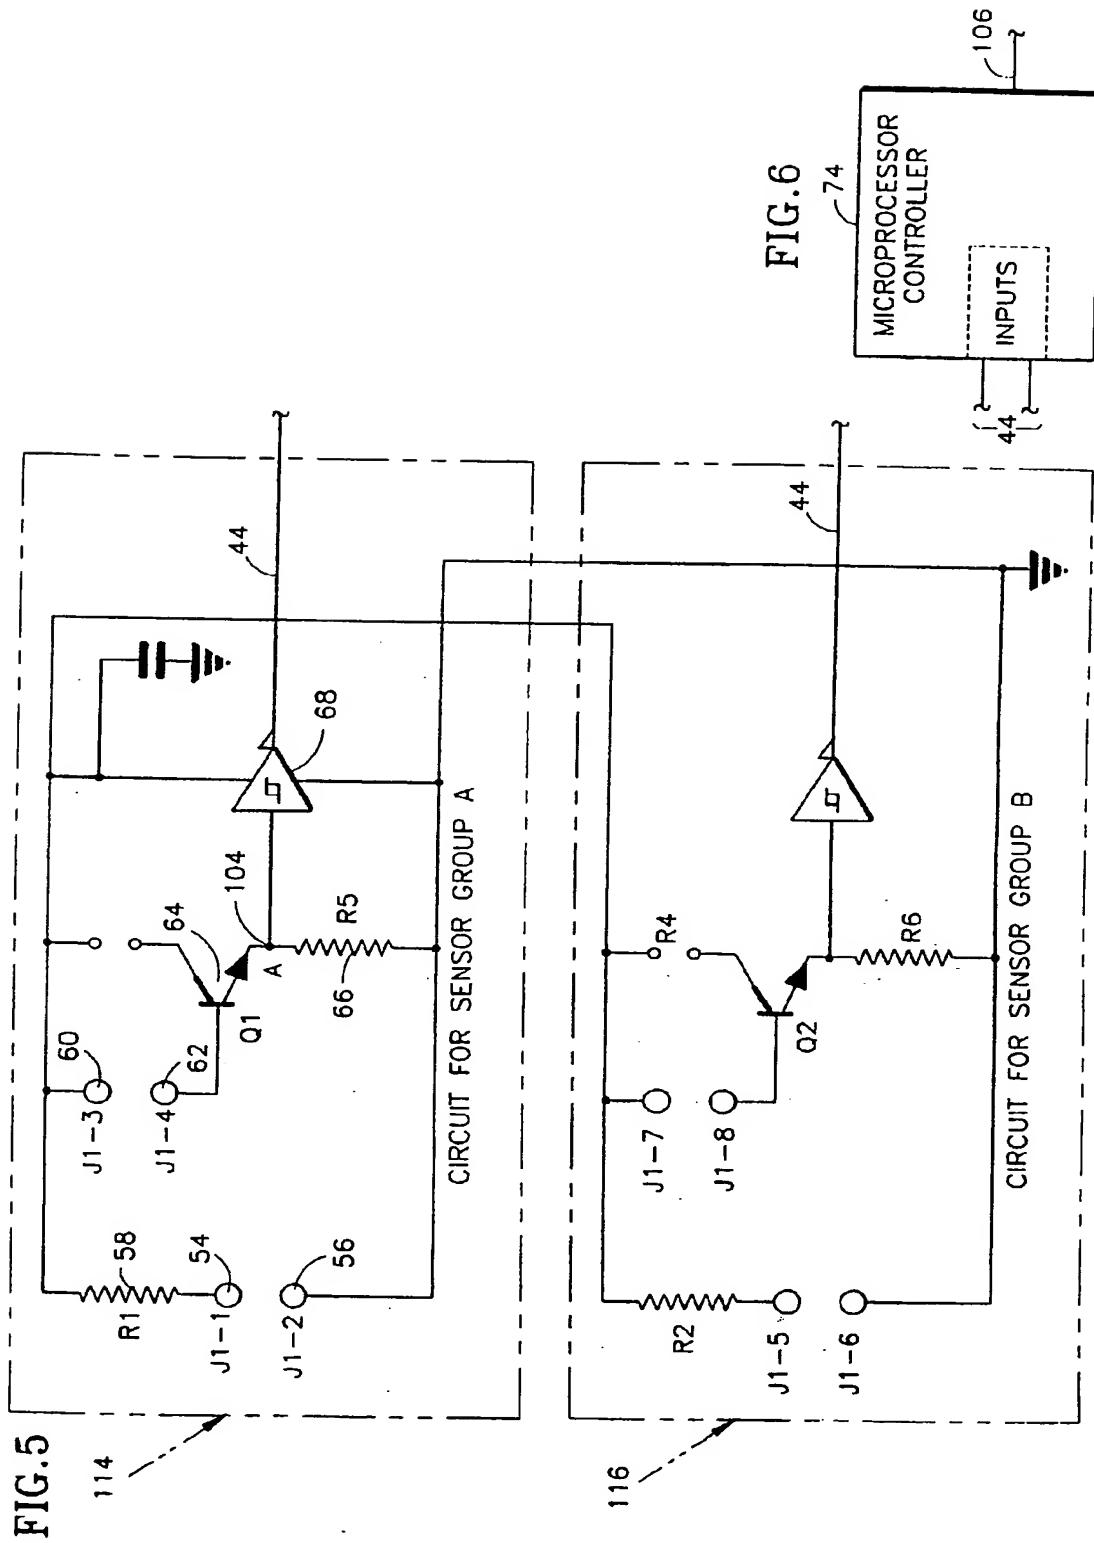 FIG.5
114
R1
58
J1-1
54
J1-2
56
J1-3
60
J1-4
62
64
Q1
104
A
66
R5
68
44
CIRCUIT FOR SENSOR GROUP A
116
R2
J1-5
J1-6
J1-7
J1-8
R4
Q2
R6
44
CIRCUIT FOR SENSOR GROUP B
FIG.6
74
MICROPROCESSOR
CONTROLLER
INPUTS
44
106